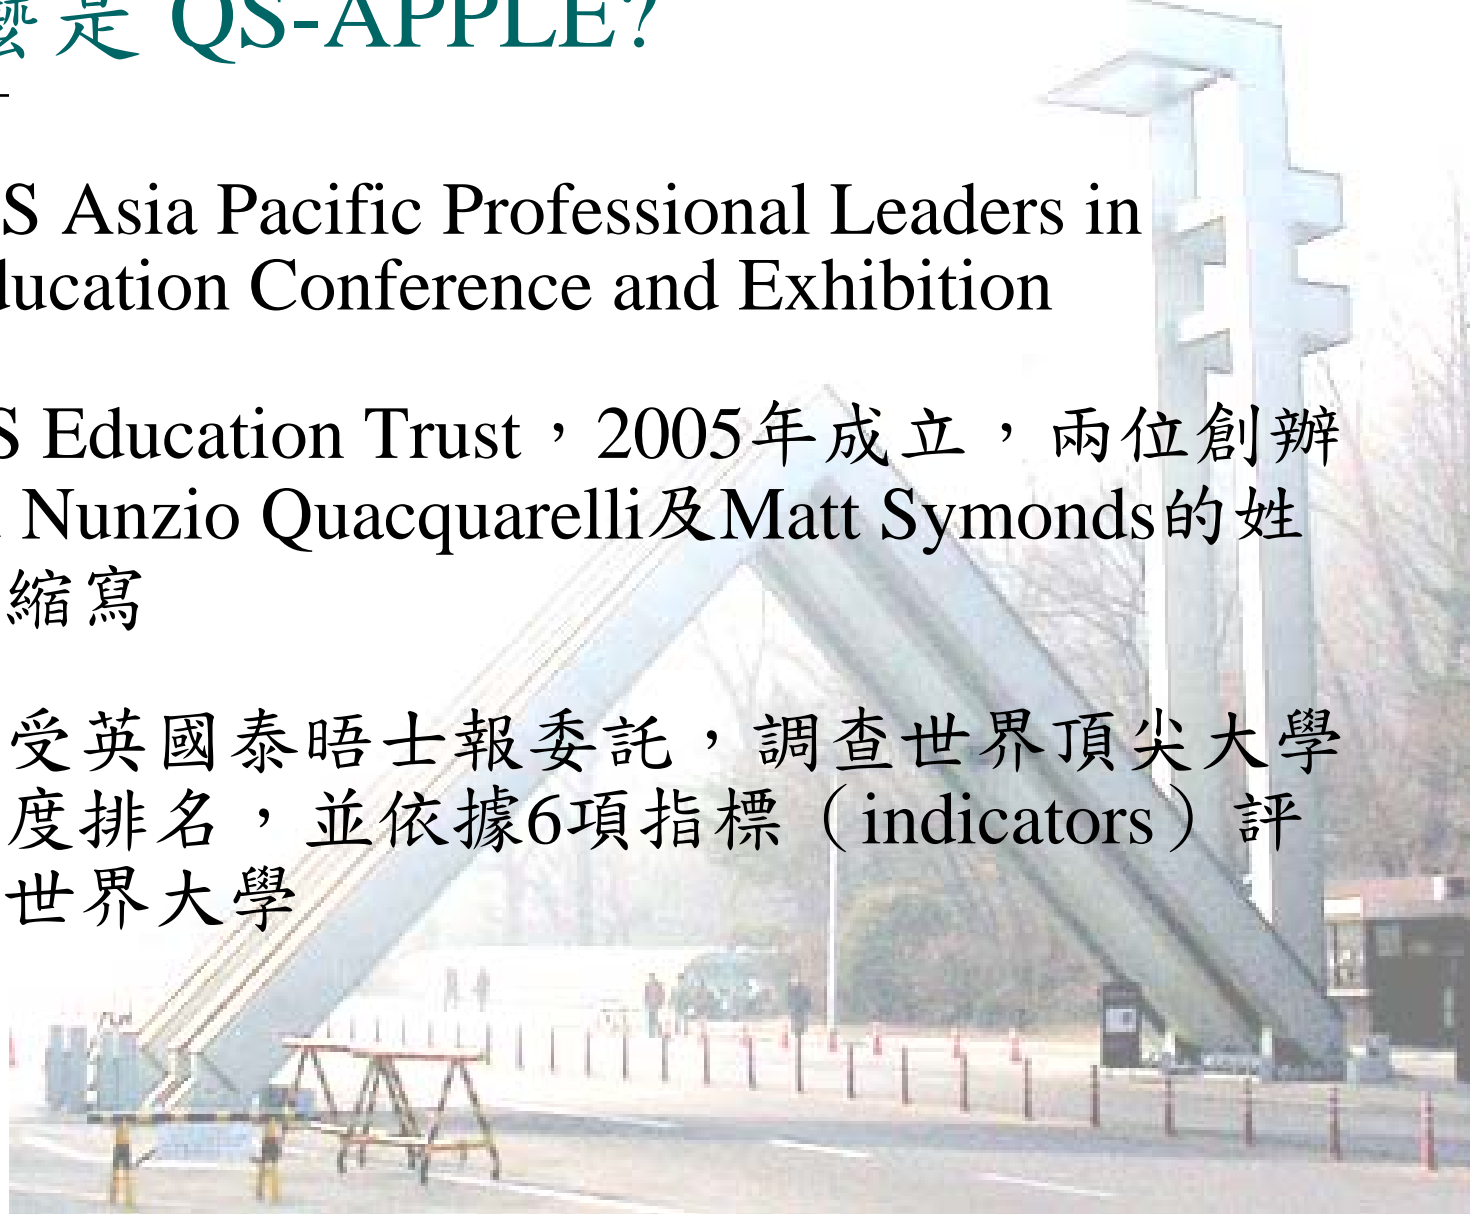 麼是 QS-APPLE?
S Asia Pacific Professional Leaders in
ducation Conference and Exhibition
S Education Trust，2005年成立，兩位創辦
Nunzio Quacquarelli及Matt Symonds的姓
縮寫
受英國泰晤士報委託，調查世界頂尖大學
度排名，並依據6項指標（indicators）評
世界大學